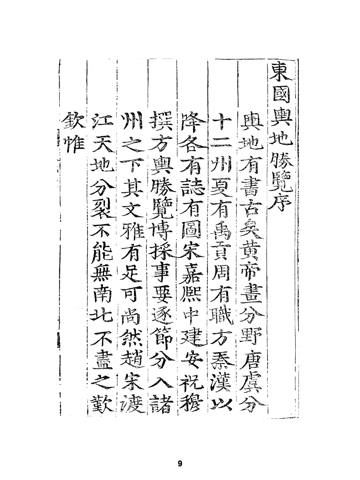 東國輿地勝覽序
輿地有書古矣黃帝畫分野唐虞分
十二州夏有禹貢周有職方秦漢以
降各有誌有圖宋嘉熙中建安祝穆
撰方輿勝覽博採事要逐節分入諸
州之下其文雅有足可尚然趙宋渡
江天地分裂不能無南北不盡之歎
欽惟
9